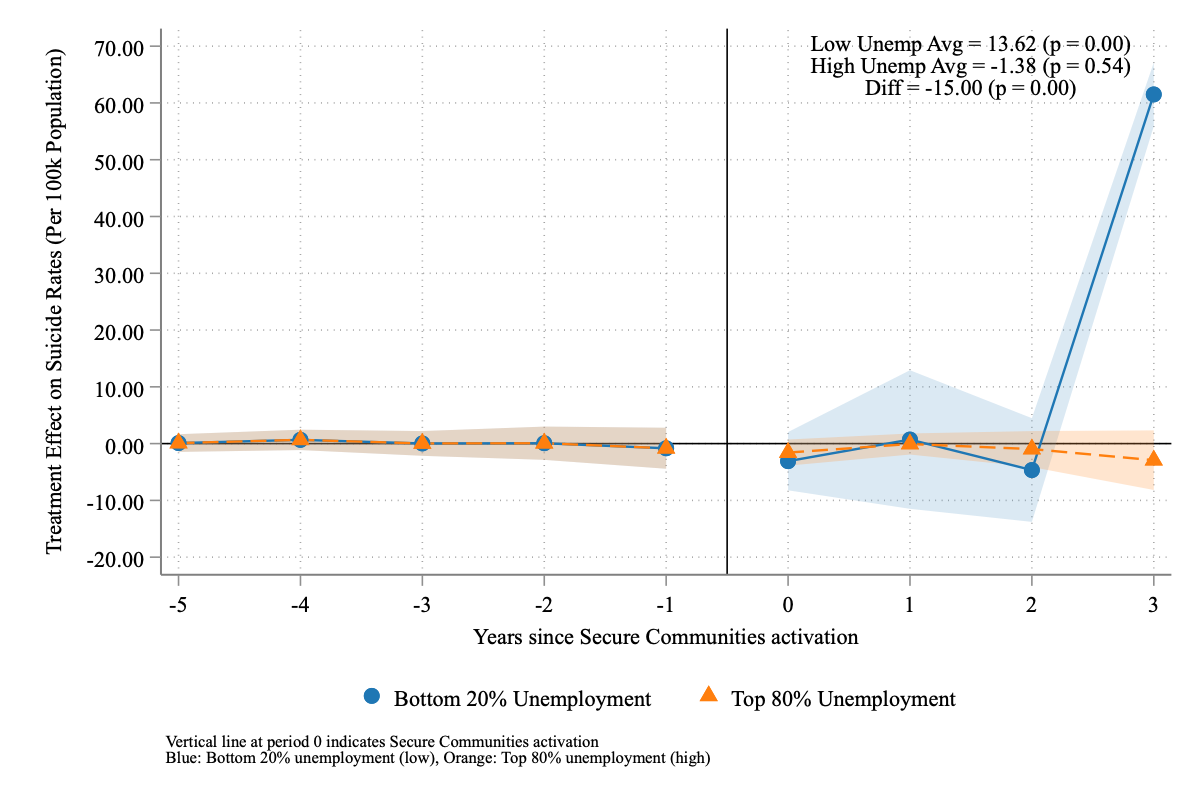 Low Unemp Avg = 13.62 (p = 0.00)
High Unemp Avg = -1.38 (p = 0.54)
Diff = -15.00 (p = 0.00)
Treatment Effect on Suicide Rates (Per 100k Population)
70.00
60.00
50.00
40.00
30.00
20.00
10.00
0.00
-10.00
-20.00
-5 -4 -3 -2 -1 0 1 2 3
Years since Secure Communities activation
Bottom 20% Unemployment Top 80% Unemployment
Vertical line at period 0 indicates Secure Communities activation
Blue: Bottom 20% unemployment (low), Orange: Top 80% unemployment (high)